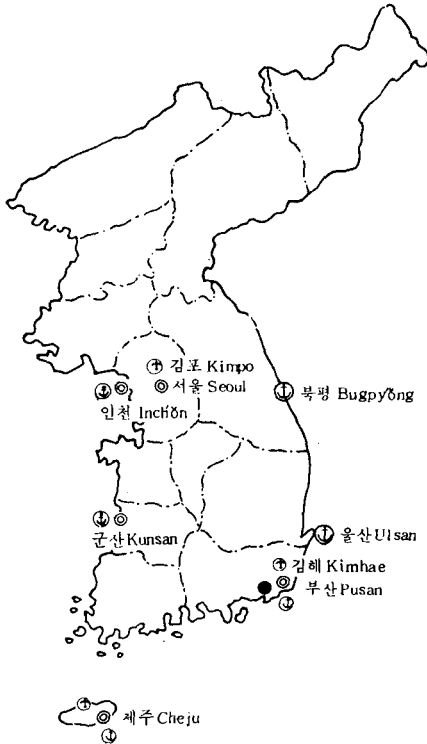 김포 Kimpo
서울 Seoul
인천 Inchŏn
북평 Bugpyŏng
군산 Kunsan
울산 Ulsan
김해 Kimhae
부산 Pusan
제주 Cheju